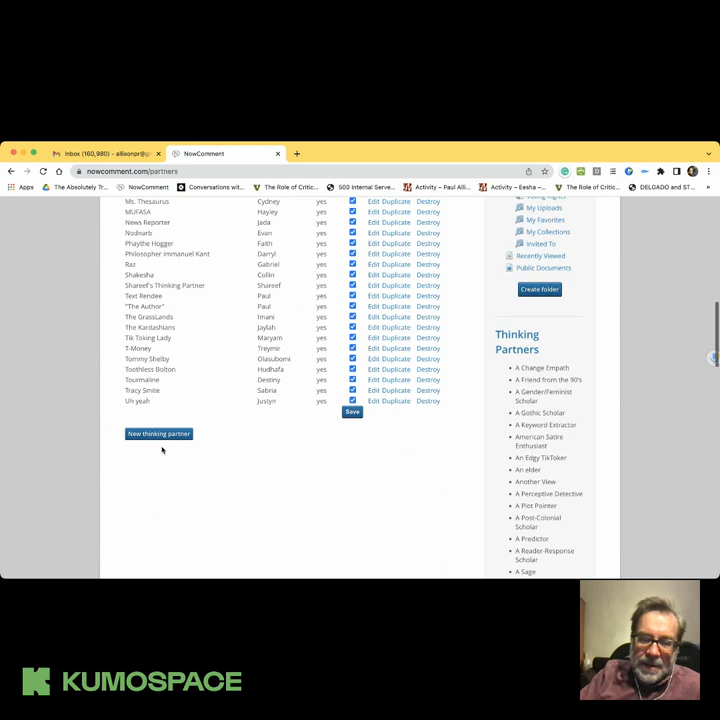 Inbox (160,980) - allisonpr@g
NowComment
nowcomment.com/partners
Apps
The Absolutely Tr...
NowComment
Conversations wit...
The Role of Critic...
500 Internal Serve...
Activity – Paul Alli...
Activity – Eesha –...
The Role of Critic...
DELGADO and ST...
Ms. Thesaurus Cydney yes Edit Duplicate Destroy
MUFASA Hayley yes Edit Duplicate Destroy
News Reporter Jada yes Edit Duplicate Destroy
Nodnarb Evan yes Edit Duplicate Destroy
Phaythe Hogger Faith yes Edit Duplicate Destroy
Philosopher Immanuel Kant Darryl yes Edit Duplicate Destroy
Raz Gabriel yes Edit Duplicate Destroy
Shakesha Collin yes Edit Duplicate Destroy
Shareef's Thinking Partner Shareef yes Edit Duplicate Destroy
Text Rendee Paul yes Edit Duplicate Destroy
"The Author" Paul yes Edit Duplicate Destroy
The GrassLands Imani yes Edit Duplicate Destroy
The Kardashians Jaylah yes Edit Duplicate Destroy
Tik Toking Lady Maryam yes Edit Duplicate Destroy
T-Money Treymir yes Edit Duplicate Destroy
Tommy Shelby Olasubomi yes Edit Duplicate Destroy
Toothless Bolton Hudhafa yes Edit Duplicate Destroy
Tourmaline Destiny yes Edit Duplicate Destroy
Tracy Smite Sabria yes Edit Duplicate Destroy
Uh yeah Justyn yes Edit Duplicate Destroy
Save
New thinking partner
My Uploads
My Favorites
My Collections
Invited To
Recently Viewed
Public Documents
Create folder
Thinking
Partners
A Change Empath
A Friend from the 90's
A Gender/Feminist
Scholar
A Gothic Scholar
A Keyword Extractor
American Satire
Enthusiast
An Edgy TikToker
An elder
Another View
A Perceptive Detective
A Plot Pointer
A Post-Colonial
Scholar
A Predictor
A Reader-Response
Scholar
A Sage
KUMOSPACE